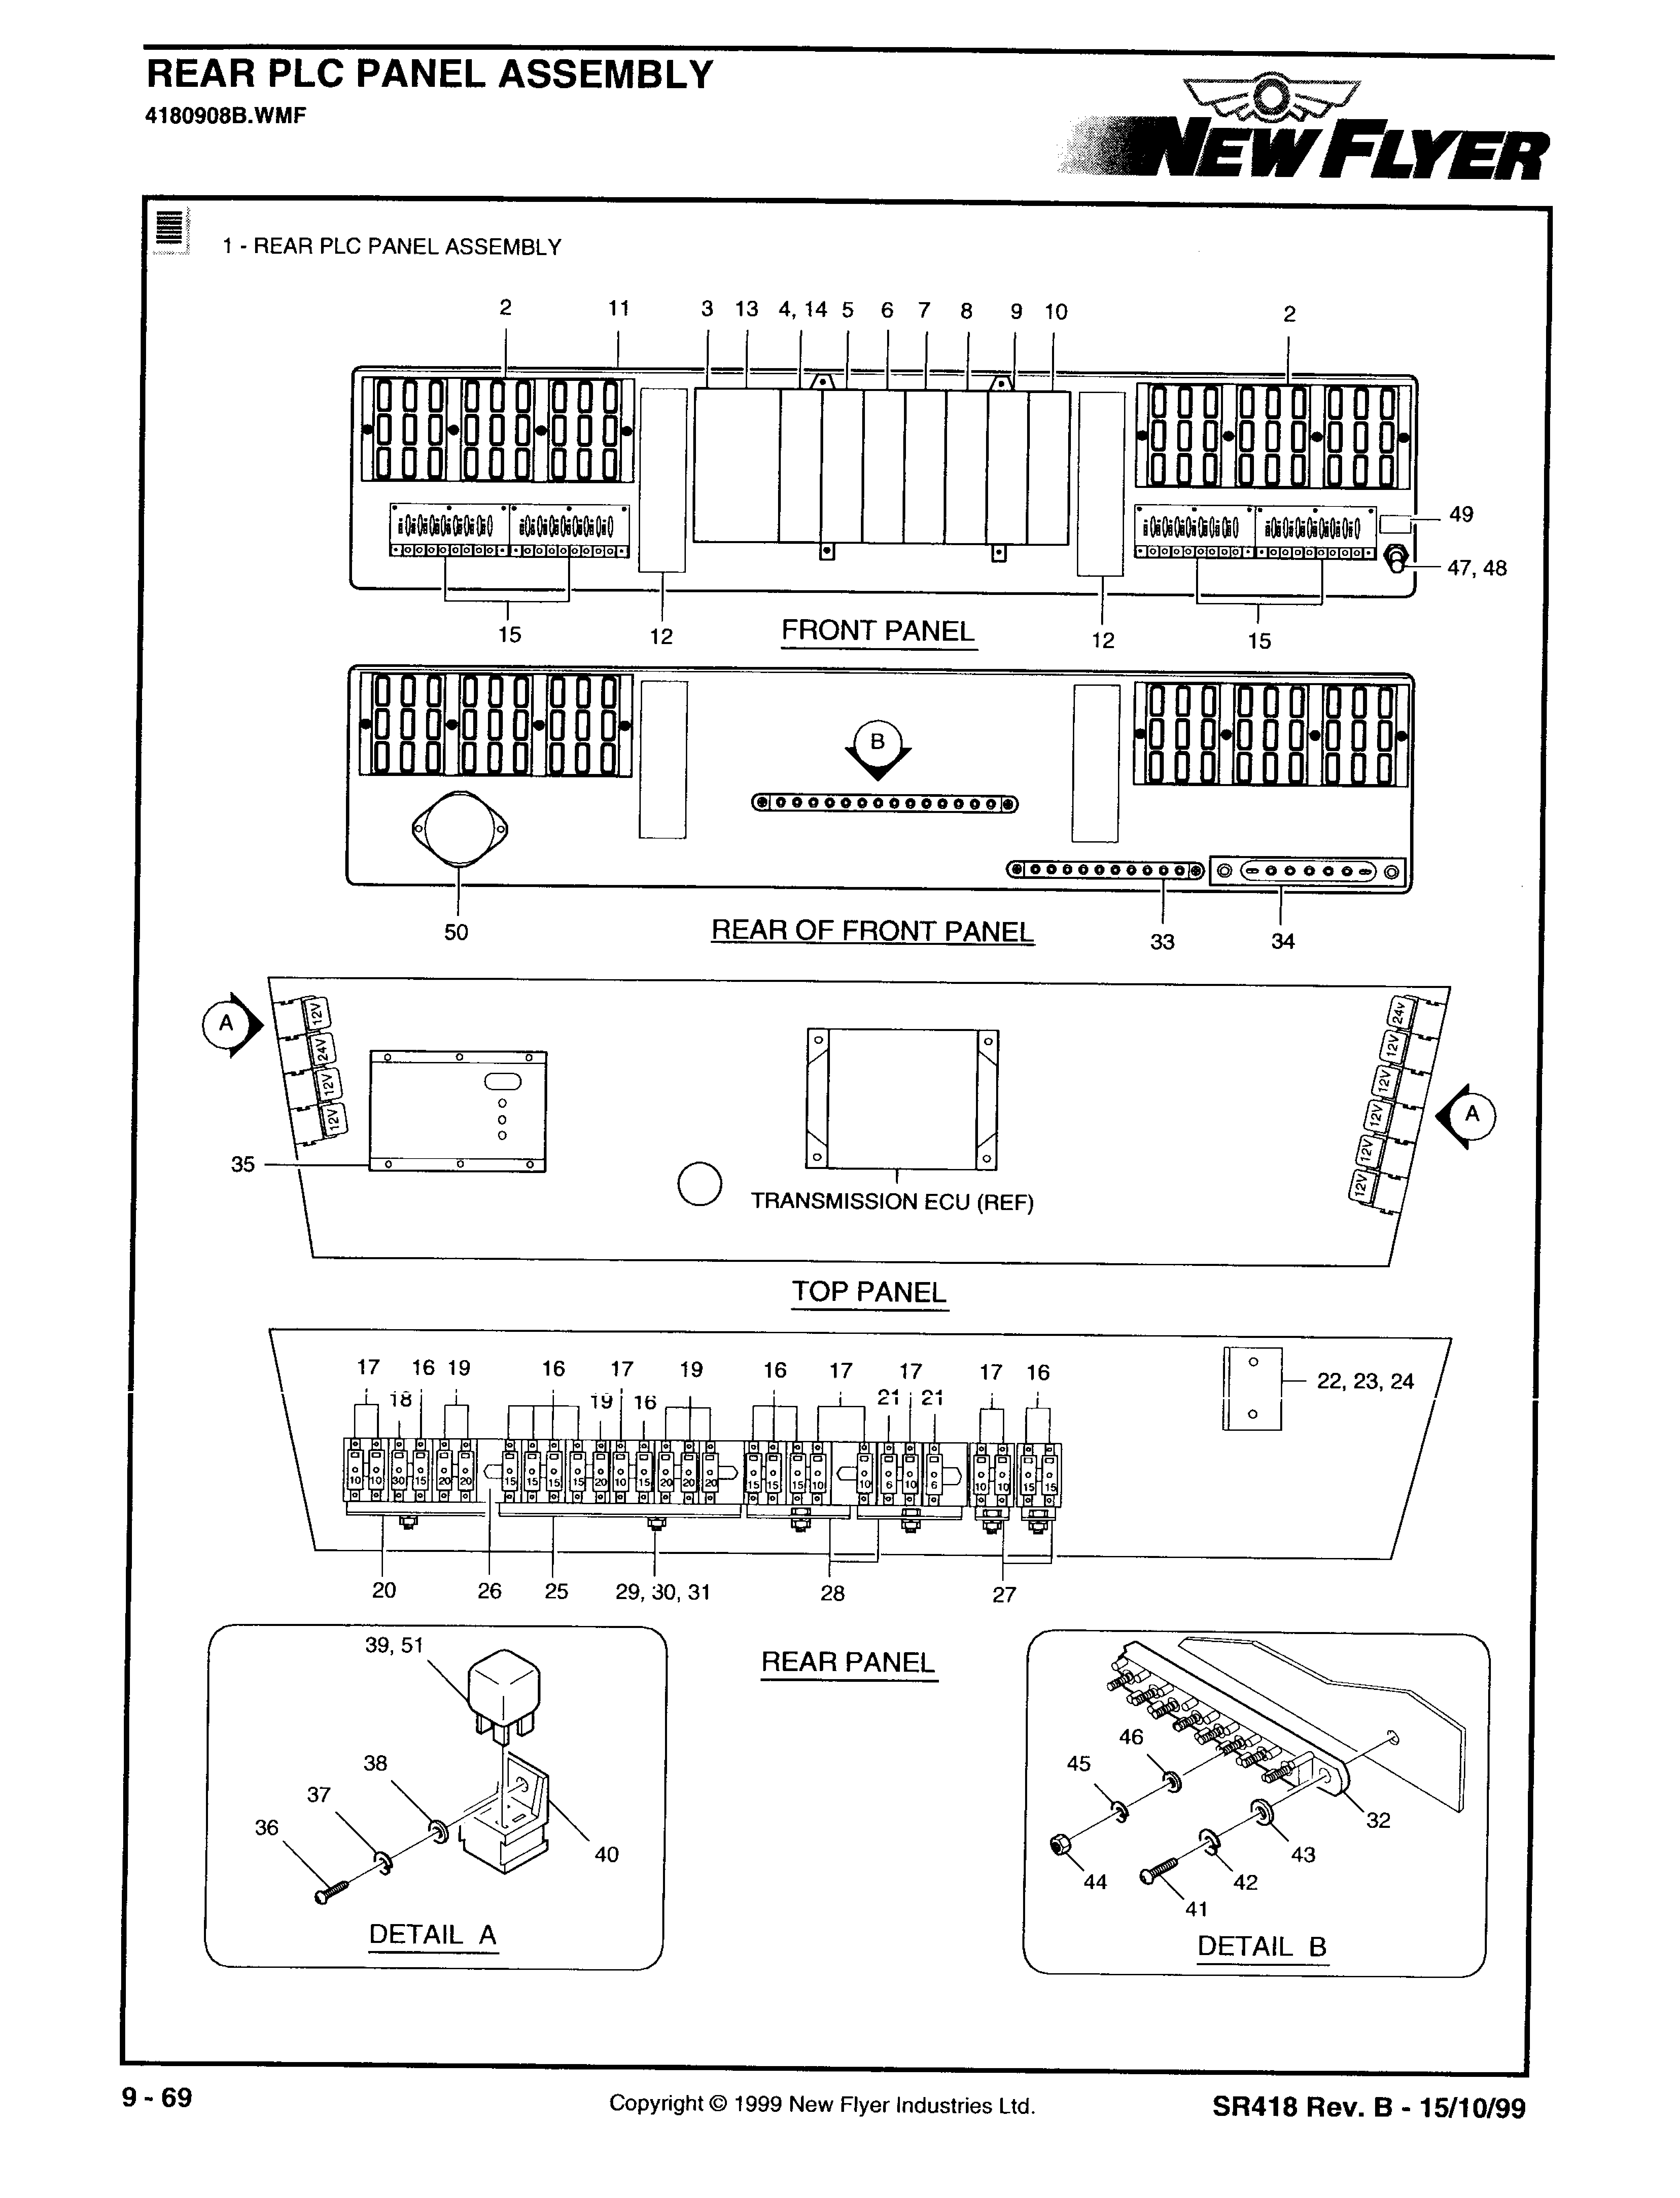 REAR PLC PANEL ASSEMBLY
4180908B.WMF
NEW FLYER
1 - REAR PLC PANEL ASSEMBLY
2 11 3 13 4, 14 5 6 7 8 9 10 2
49
47, 48
15 12 FRONT PANEL 12 15
B
50 REAR OF FRONT PANEL 33 34
A 12V 24V 12V 12V
24V 12V 12V 12V 12V 12V A
35
TRANSMISSION ECU (REF)
TOP PANEL
17 16 19 16 17 19 16 17 17 17 16
18 19 16 21 21
22, 23, 24
10 10 30 15 20 20 15 15 15 15 20 10 15 20 20 20 15 15 15 10 10 6 10 6 10 10 15 15
20 26 25 29, 30, 31 28 27
REAR PANEL
39, 51
38
37
36
40
DETAIL A
46
45
32
43
44 42
41
DETAIL B
9 - 69
Copyright © 1999 New Flyer Industries Ltd.
SR418 Rev. B - 15/10/99